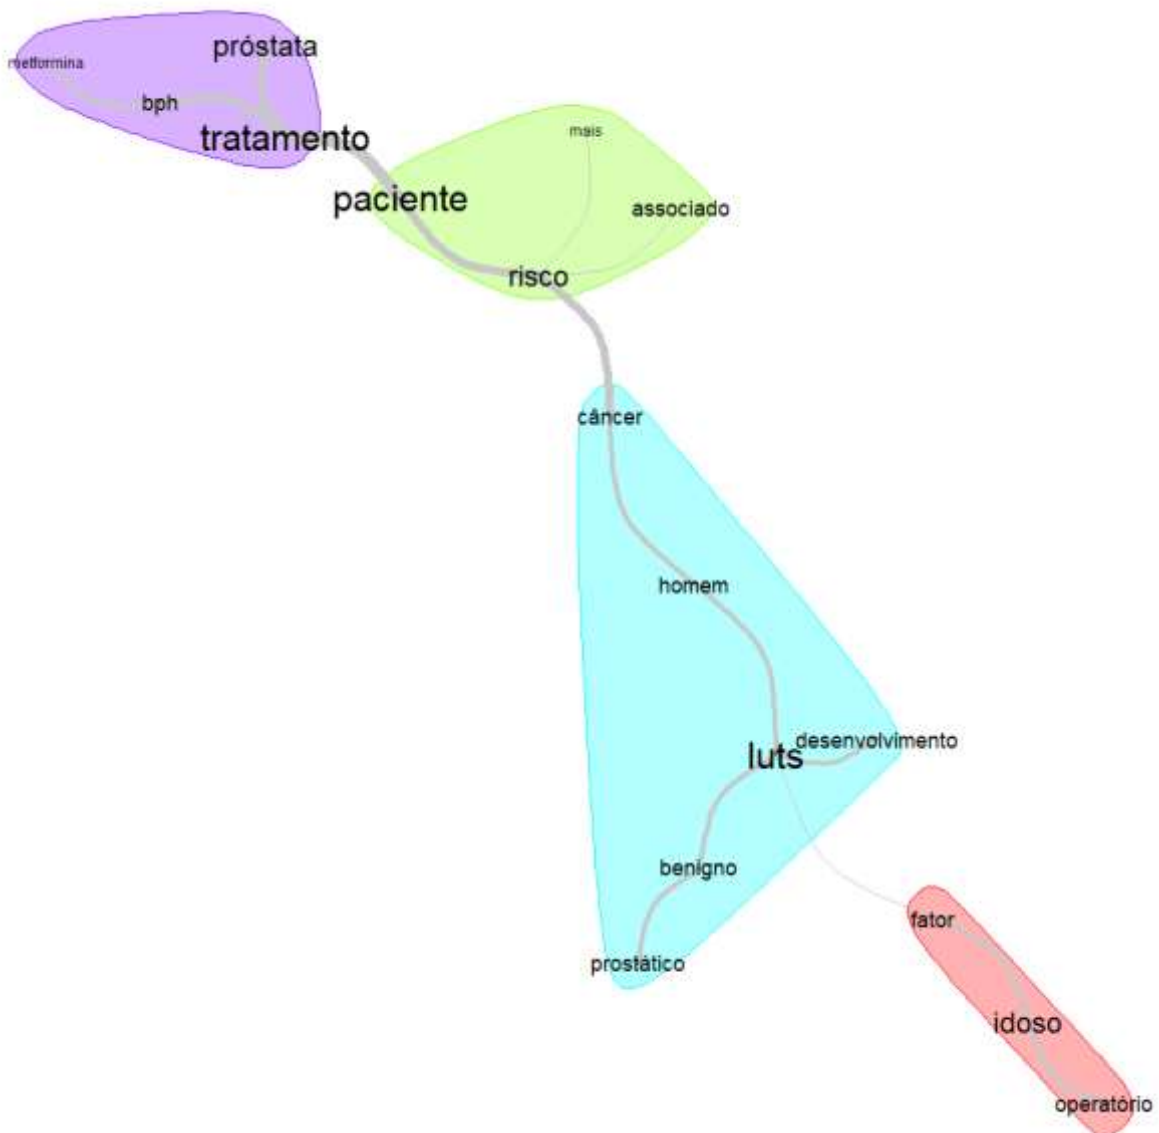 próstata
metformina
bph
tratamento
paciente
mais
associado
risco
câncer
homem
desenvolvimento
luts
benigno
prostático
fator
idoso
operatório